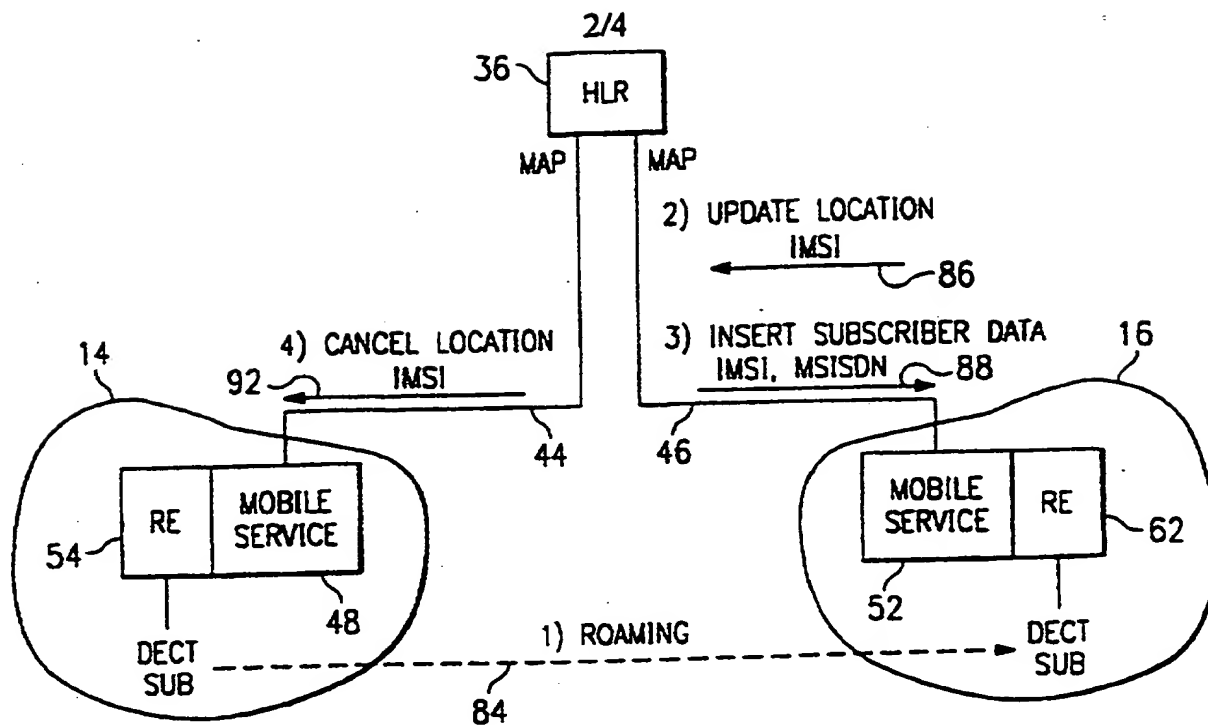 2/4
36
HLR
MAP
MAP
2) UPDATE LOCATION
IMSI
86
4) CANCEL LOCATION
IMSI
3) INSERT SUBSCRIBER DATA
IMSI, MSISDN
14
92
88
16
44
46
RE
MOBILE
SERVICE
MOBILE
SERVICE
RE
54
62
48
52
1) ROAMING
DECT
SUB
DECT
SUB
84